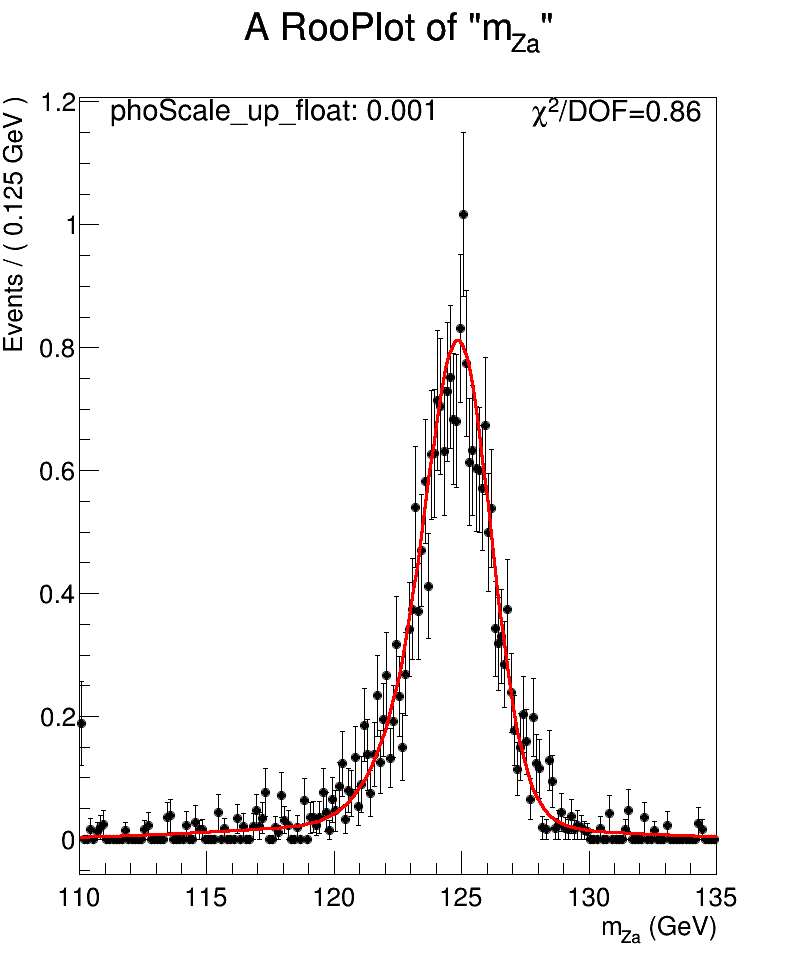 A RooPlot of "m_Za"
phoScale_up_float: 0.001
χ²/DOF=0.86
Events / ( 0.125 GeV )
1.2
1
0.8
0.6
0.4
0.2
0
110 115 120 125 130 135
m_Za (GeV)